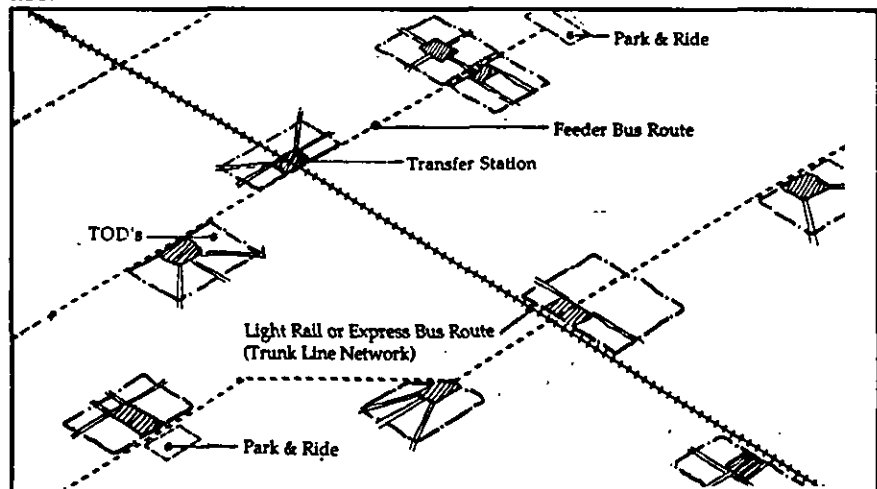 Park & Ride
Feeder Bus Route
Transfer Station
TOD's
Light Rail or Express Bus Route
(Trunk Line Network)
Park & Ride